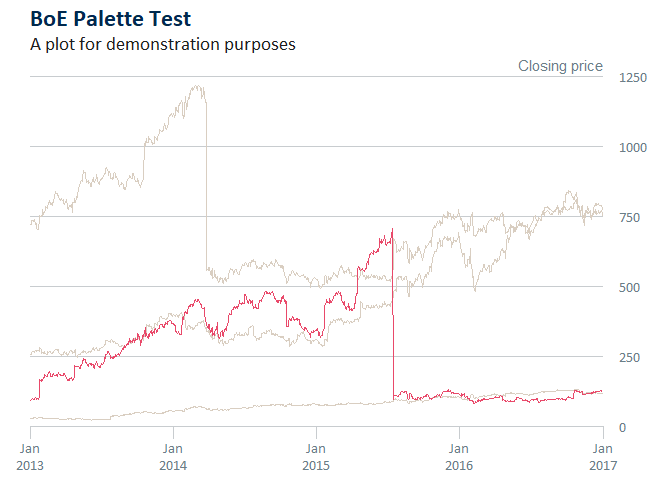 BoE Palette Test
A plot for demonstration purposes
Closing price
1250
1000
750
500
250
0
Jan Jan Jan Jan Jan
2013 2014 2015 2016 2017